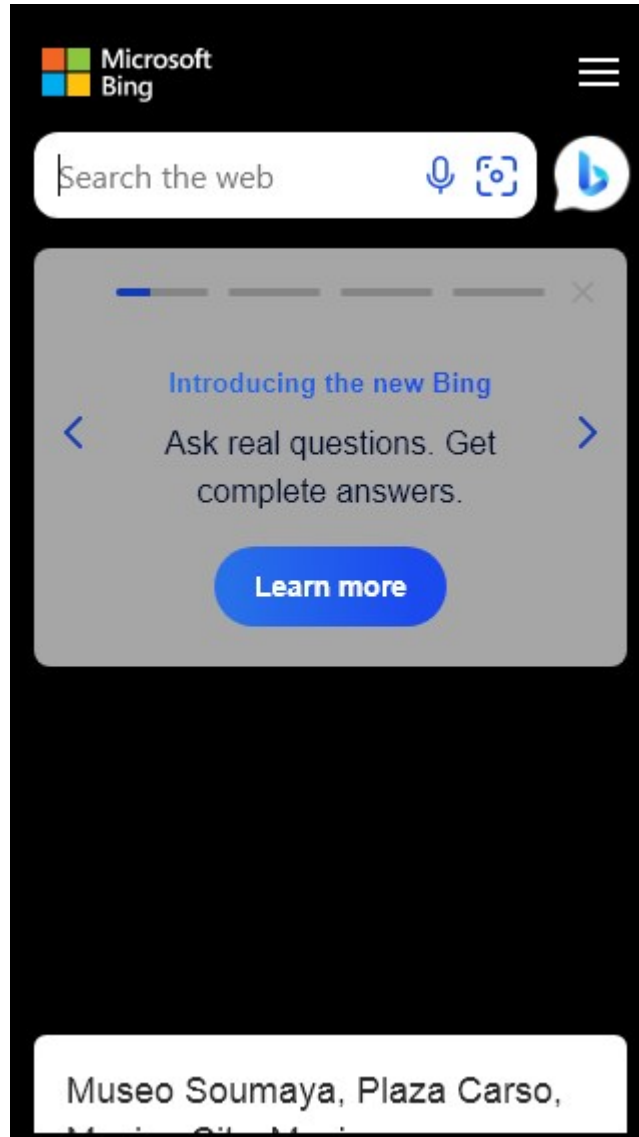 Microsoft
Bing
Search the web
Introducing the new Bing
Ask real questions. Get
complete answers.
Learn more
Museo Soumaya, Plaza Carso,